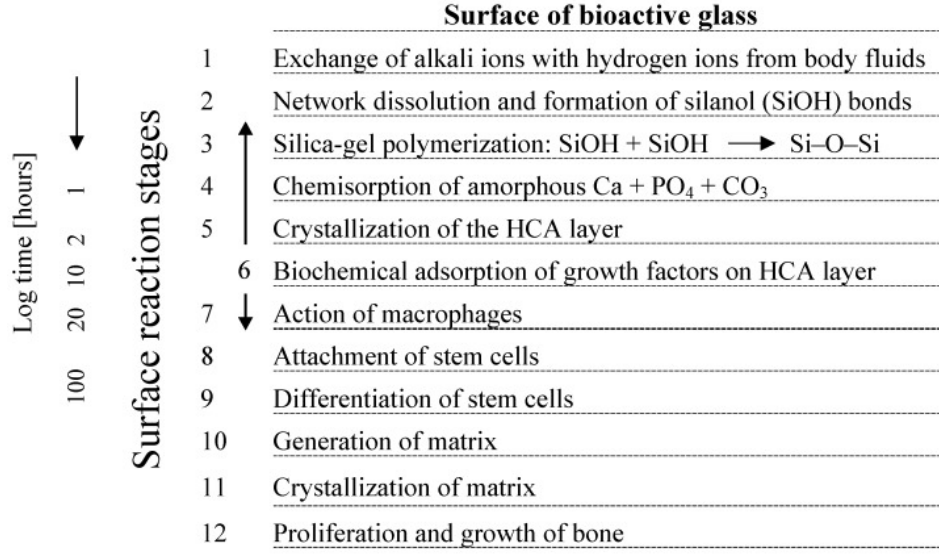 Surface of bioactive glass
1 Exchange of alkali ions with hydrogen ions from body fluids
2 Network dissolution and formation of silanol (SiOH) bonds
3 Silica-gel polymerization: SiOH + SiOH → Si–O–Si
4 Chemisorption of amorphous Ca + PO₄ + CO₃
5 Crystallization of the HCA layer
6 Biochemical adsorption of growth factors on HCA layer
7 Action of macrophages
8 Attachment of stem cells
9 Differentiation of stem cells
10 Generation of matrix
11 Crystallization of matrix
12 Proliferation and growth of bone
Surface reaction stages
Log time [hours]
1
2
10
20
100